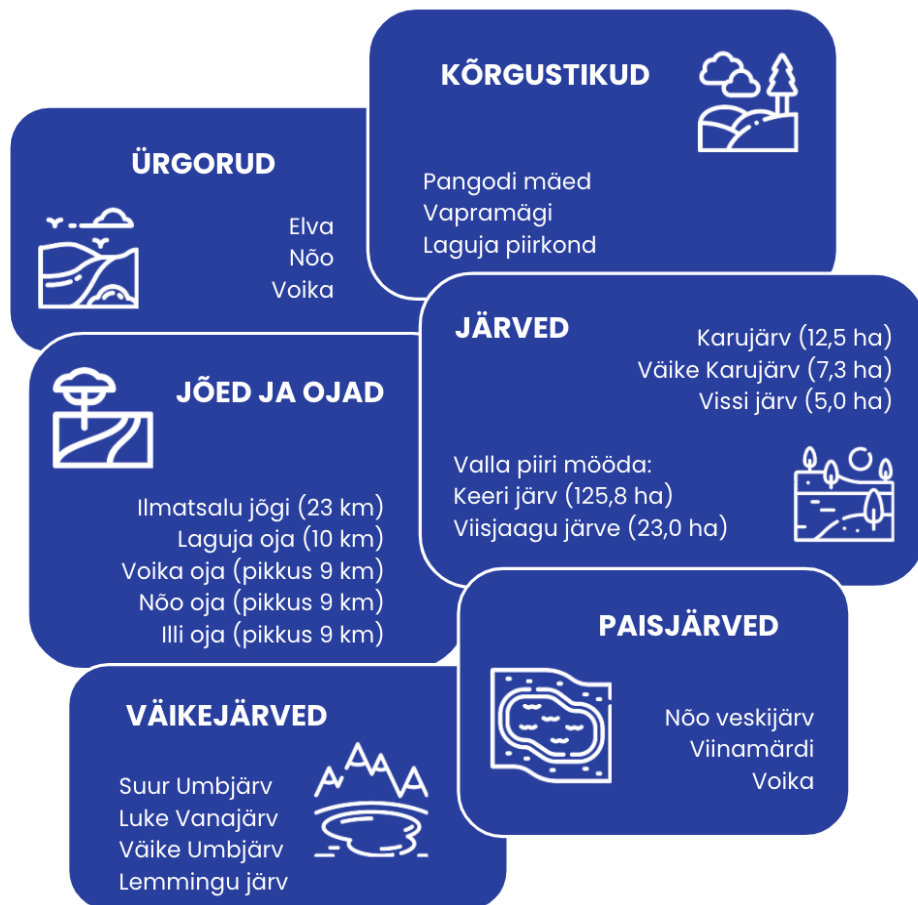 KÕRGUSTIKUD
Pangodi mäed
Vapramägi
Laguja piirkond
ÜRGORUD
Elva
Nõo
Voika
JÄRVED
Karujärv (12,5 ha)
Väike Karujärv (7,3 ha)
Vissi järv (5,0 ha)
Valla piiri mööda:
Keeri järv (125,8 ha)
Viisjaagu järve (23,0 ha)
JÕED JA OJAD
Ilmatsalu jõgi (23 km)
Laguja oja (10 km)
Voika oja (pikkus 9 km)
Nõo oja (pikkus 9 km)
Illi oja (pikkus 9 km)
PAISJÄRVED
Nõo veskijärv
Viinamärdi
Voika
VÄIKEJÄRVED
Suur Umbjärv
Luke Vanajärv
Väike Umbjärv
Lemmingu järv